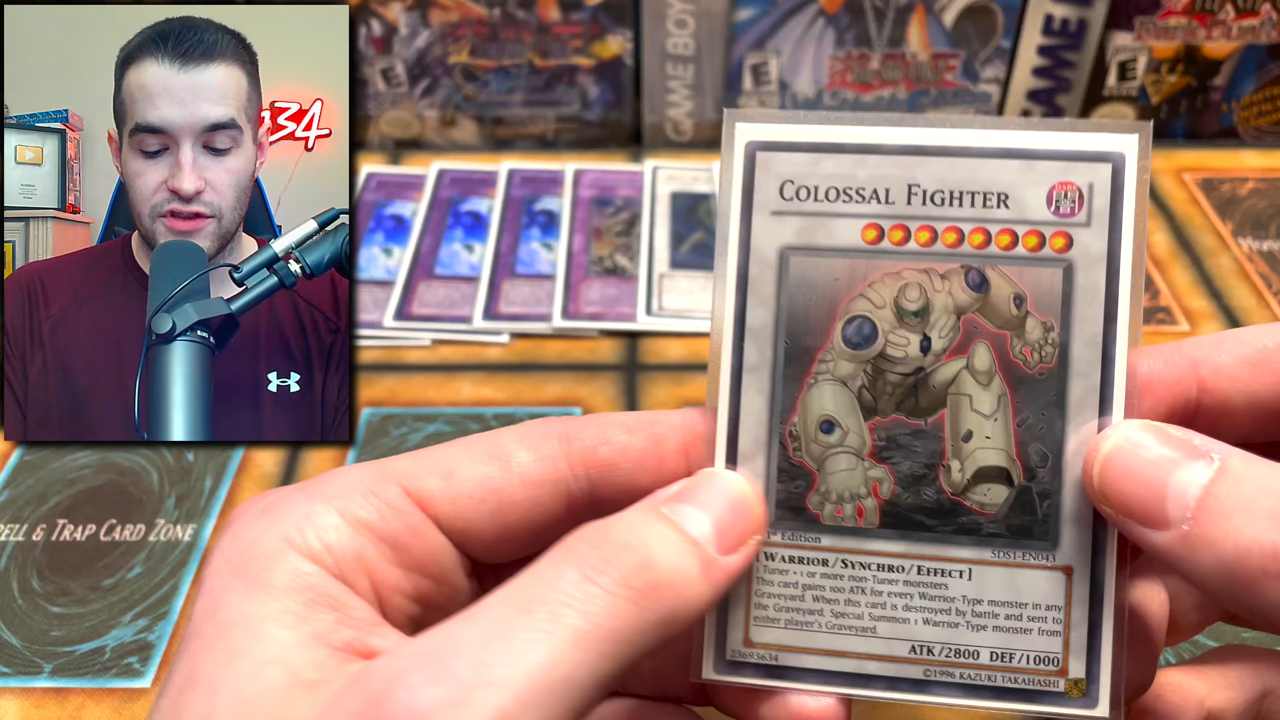 GAME BOY
E
E
GAME
E
34
COLOSSAL FIGHTER
DARK
1st Edition
5DS1-EN043
[WARRIOR/SYNCHRO/EFFECT]
1 Tuner + 1 or more non-Tuner monsters
This card gains 100 ATK for every Warrior-Type monster in any
Graveyard. When this card is destroyed by battle and sent to
the Graveyard, Special Summon 1 Warrior-Type monster from
either player's Graveyard.
ATK/2800 DEF/1000
23693634
©1996 KAZUKI TAKAHASHI
ELL & TRAP CARD ZONE